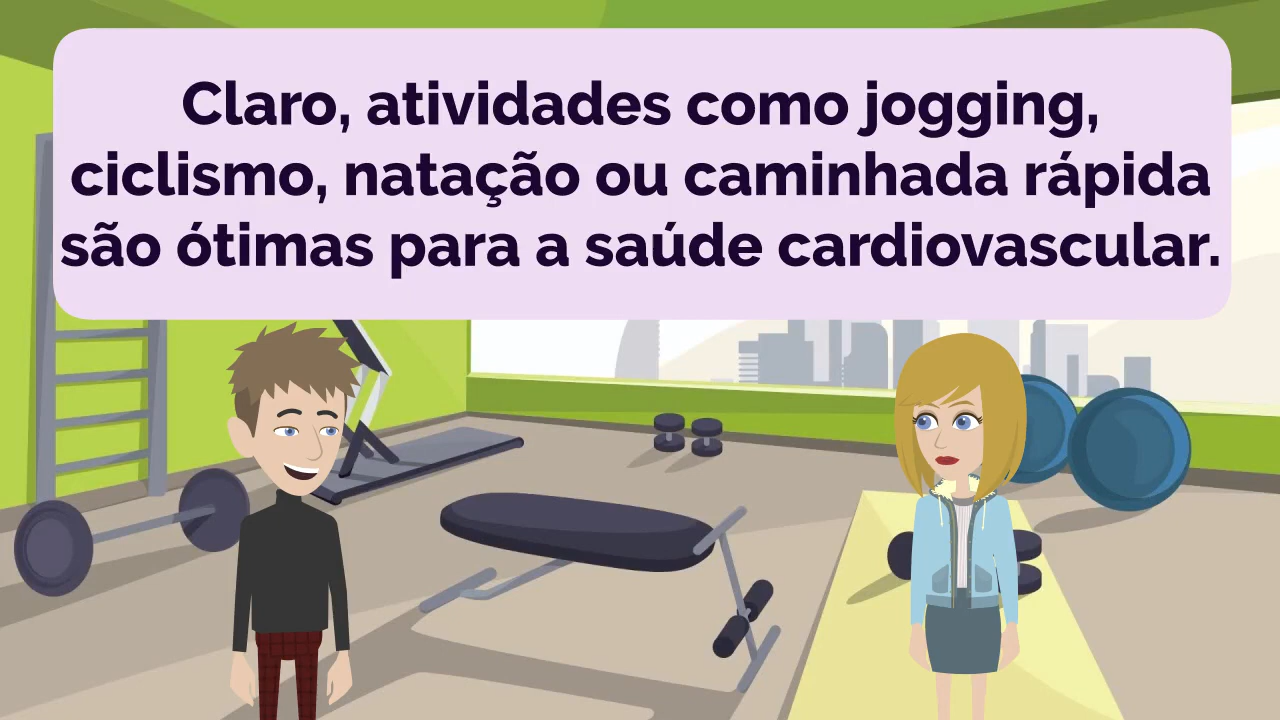 Claro, atividades como jogging,
ciclismo, natação ou caminhada rápida
são ótimas para a saúde cardiovascular.